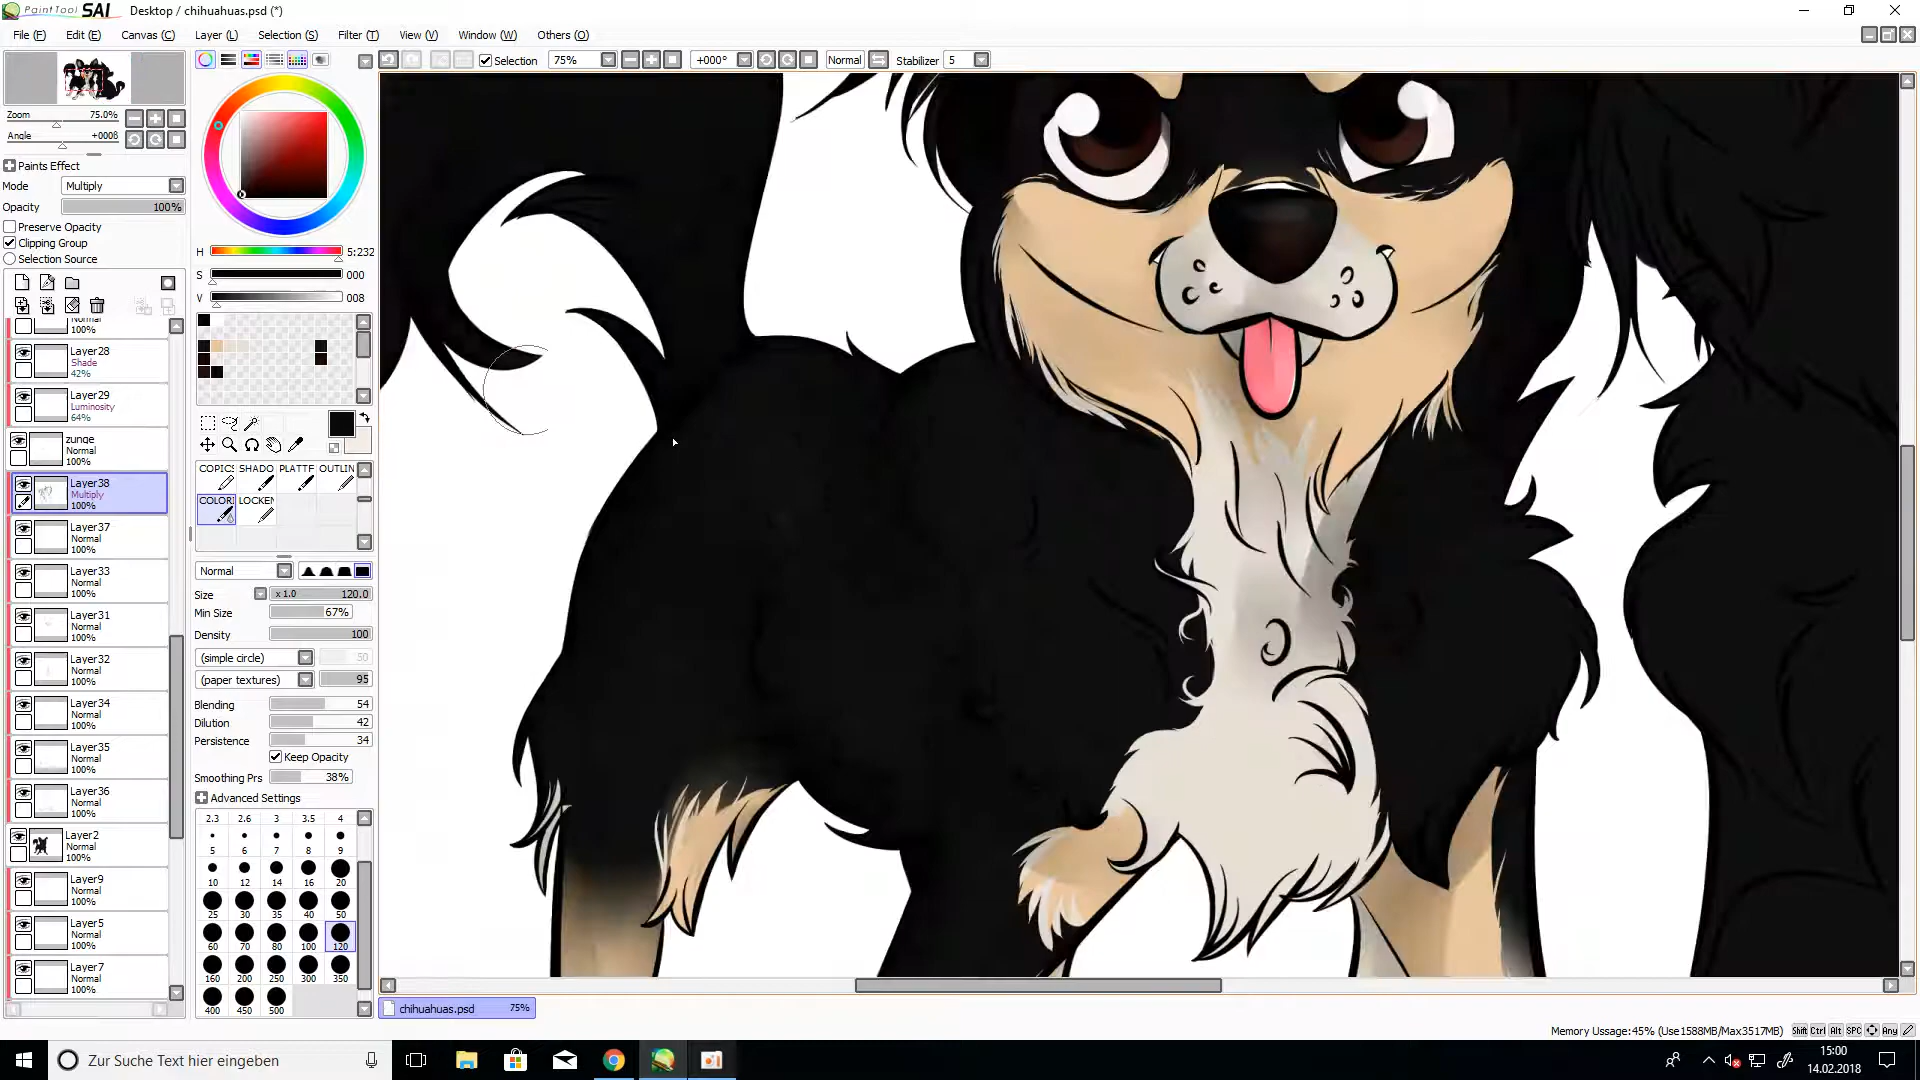 PaintTool SAI Desktop / chihuahuas.psd (*)
File (F) Edit (E) Canvas (C) Layer (L) Selection (S) Filter (T) View (V) Window (W) Others (O)
Selection 75% +000° Normal Stabilizer 5
Zoom 75.0%
Angle +000ß
Paints Effect
Mode Multiply
Opacity 100%
Preserve Opacity
Clipping Group
Selection Source
Normal
100%
Layer28
Shade
42%
Layer29
Luminosity
64%
zunge
Normal
100%
Layer38
Multiply
100%
Layer37
Normal
100%
Layer33
Normal
100%
Layer31
Normal
100%
Layer32
Normal
100%
Layer34
Normal
100%
Layer35
Normal
100%
Layer36
Normal
100%
Layer2
Normal
100%
Layer9
Normal
100%
Layer5
Normal
100%
Layer7
Normal
100%
H 5:232
S 000
V 008
COPICS SHADO PLATTF OUTLIN
COLORI LOCKEN
Normal
Size x 1.0 120.0
Min Size 67%
Density 100
(simple circle) 50
(paper textures) 95
Blending 54
Dilution 42
Persistence 34
Keep Opacity
Smoothing Prs 38%
Advanced Settings
2.3 2.6 3 3.5 4
5 6 7 8 9
10 12 14 16 20
25 30 35 40 50
60 70 80 100 120
160 200 250 300 350
400 450 500
chihuahuas.psd 75%
Memory Ussage:45% (Use1588MB/Max3517MB) Shift Ctrl Alt SPC Any
Zur Suche Text hier eingeben
15:00
14.02.2018